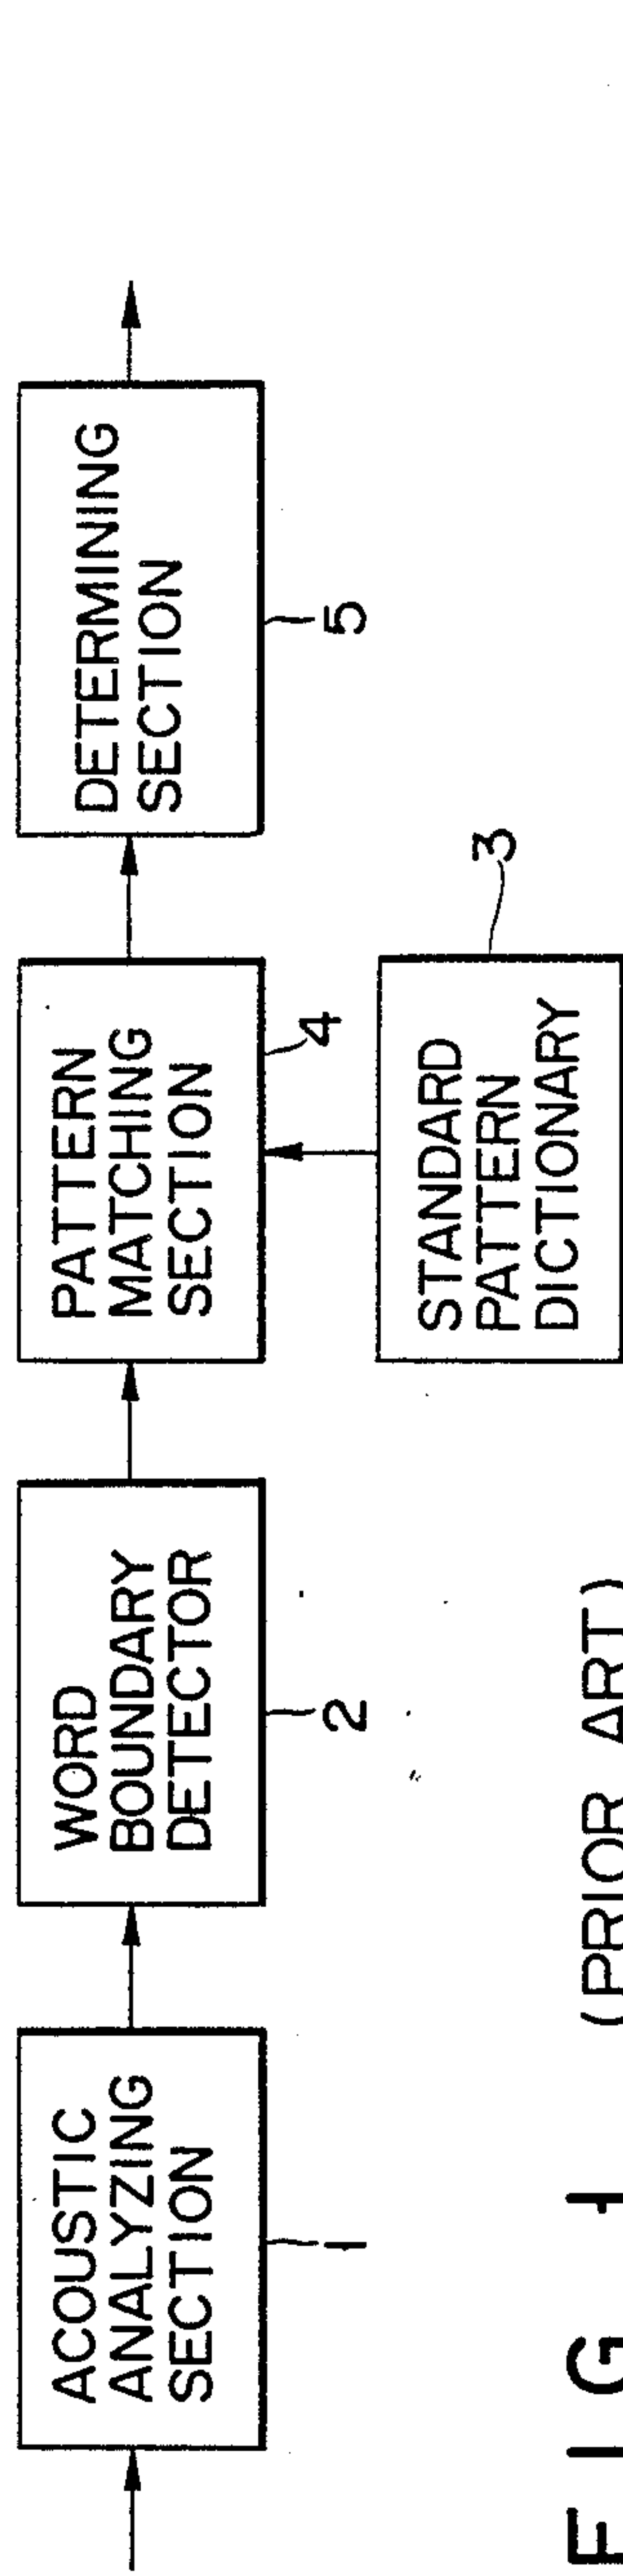 ACOUSTIC
ANALYZING
SECTION
1
WORD
BOUNDARY
DETECTOR
2
PATTERN
MATCHING
SECTION
4
DETERMINING
SECTION
5
STANDARD
PATTERN
DICTIONARY
3
FIG. 1 (PRIOR ART)